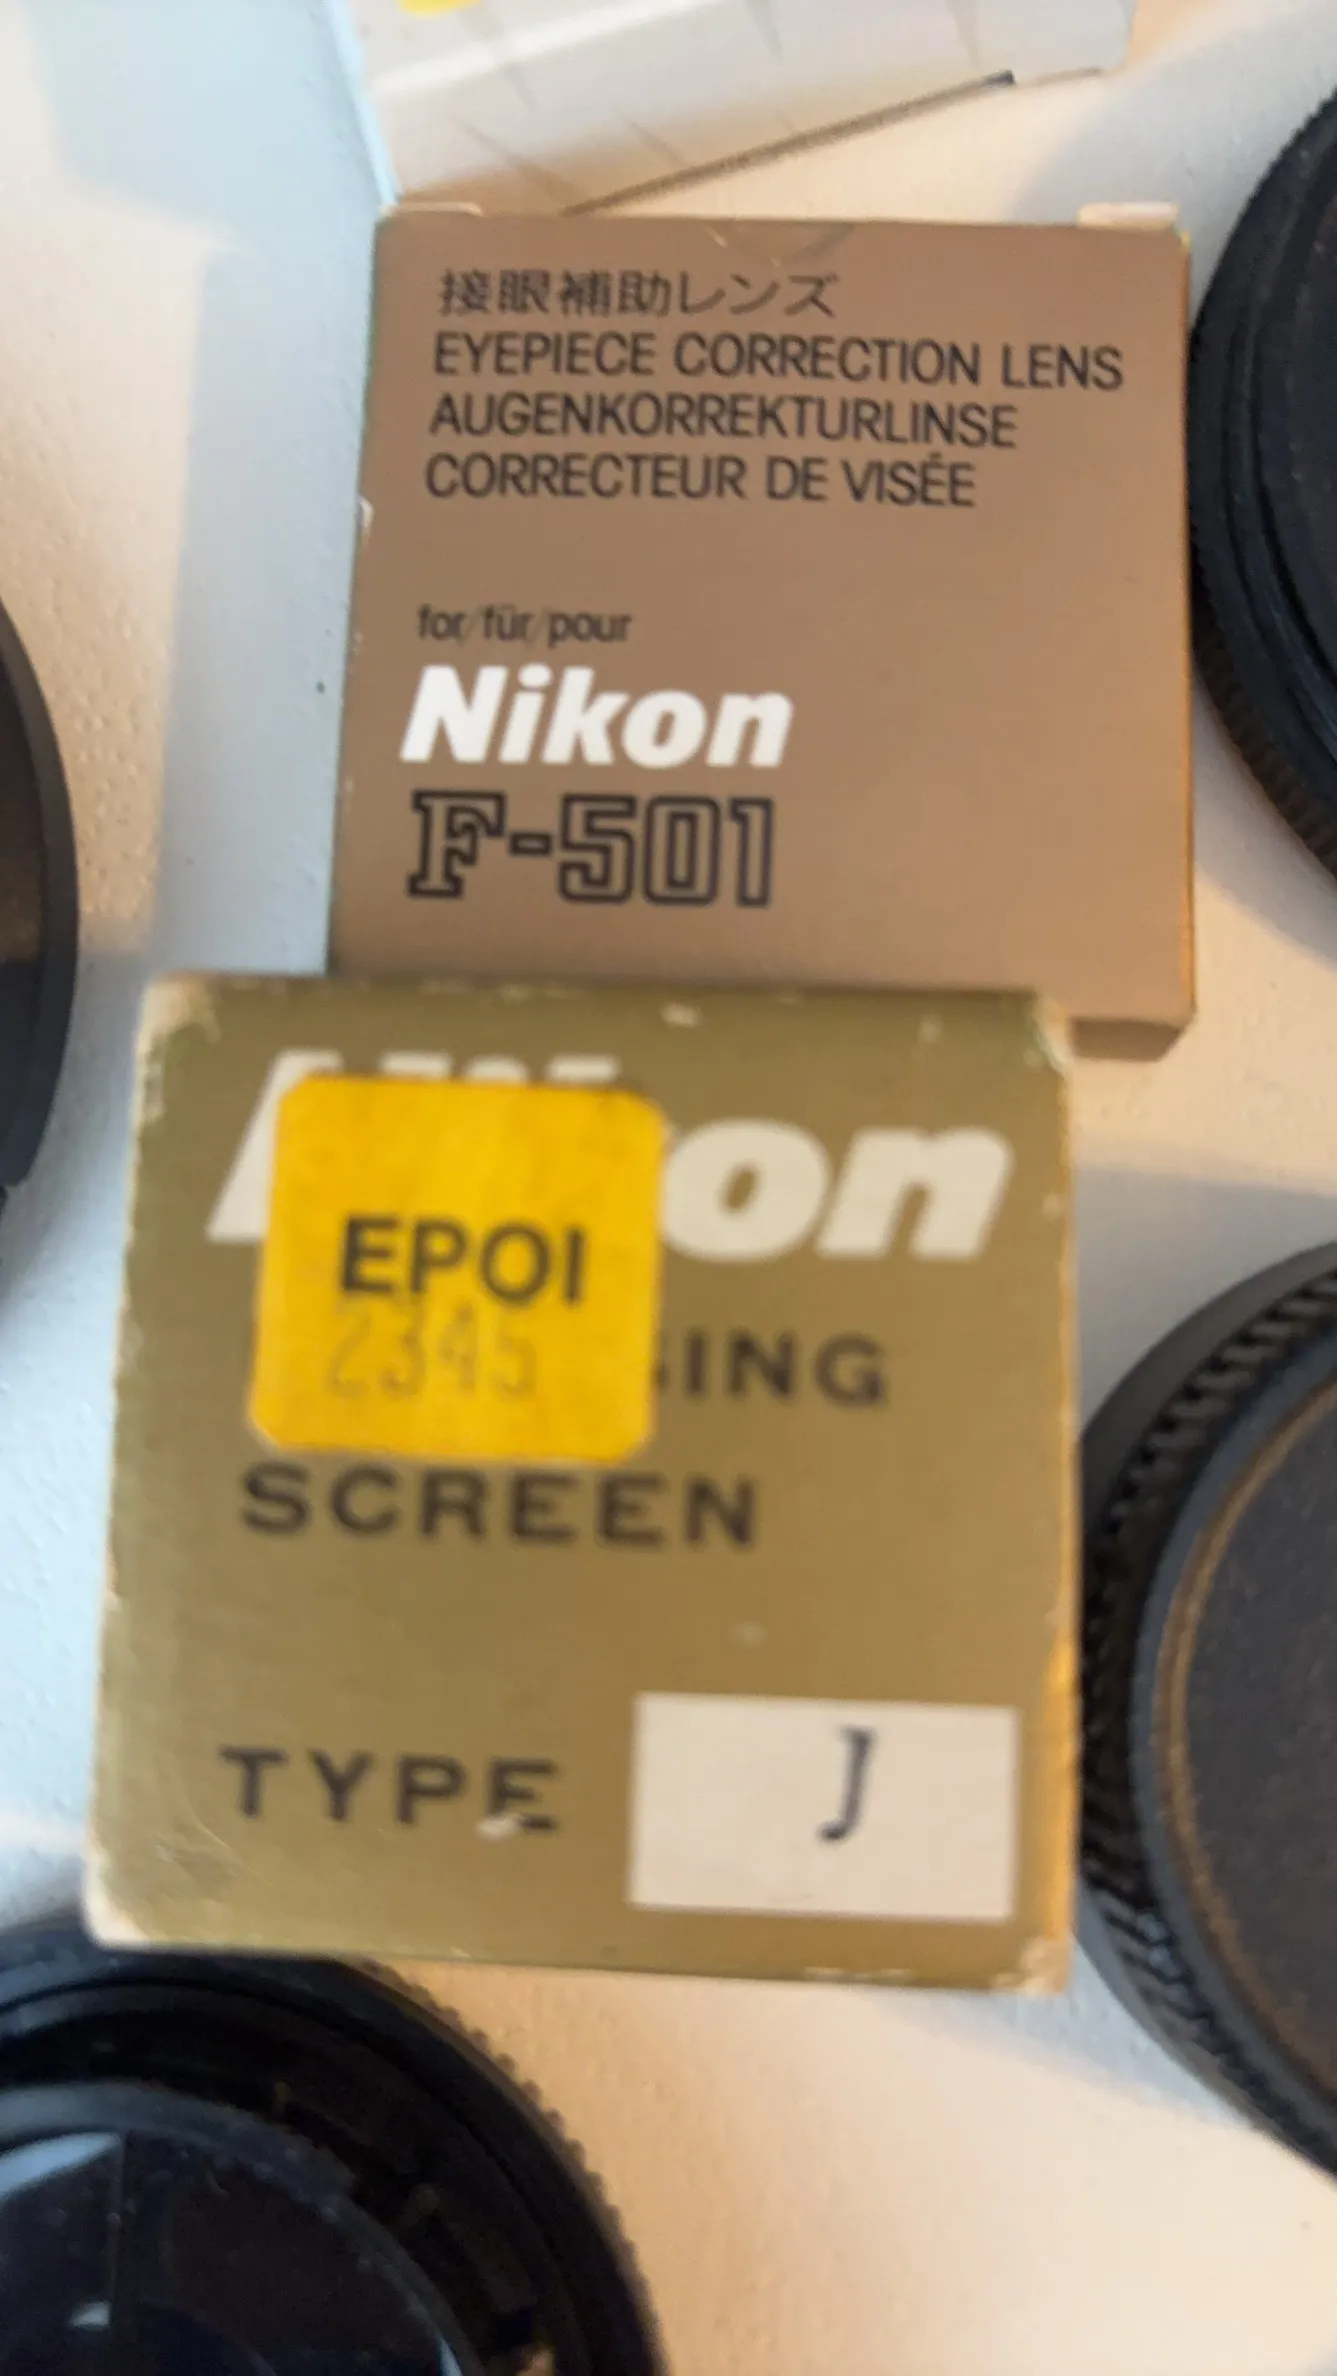 接眼補助レンズ
EYEPIECE CORRECTION LENS
AUGENKORREKTURLINSE
CORRECTEUR DE VISÉE
for/für/pour
Nikon
F-501
EPOI
2345
SCREEN
TYPE J